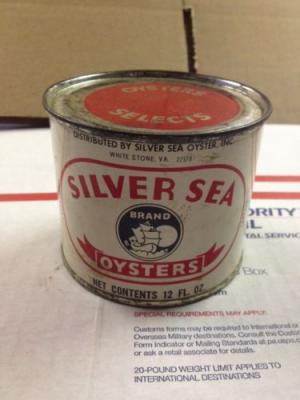 OYSTERS
SELECTS
DISTRIBUTED BY SILVER SEA OYSTER, INC.
WHITE STONE, VA. 22578
SILVER SEA
BRAND
OYSTERS
NET CONTENTS 12 FL. OZ.
ORITY
L
TAL SERVIC
Box
m
SPECIAL REQUIREMENTS MAY APPLY.
Customs forms may be required to International or
Overseas Military destinations. Consult the Custom
Form Indicator or Mailing Standards at pe.usps.co
or ask a retail associate for details.
20-POUND WEIGHT LIMIT APPLIES TO
INTERNATIONAL DESTINATIONS